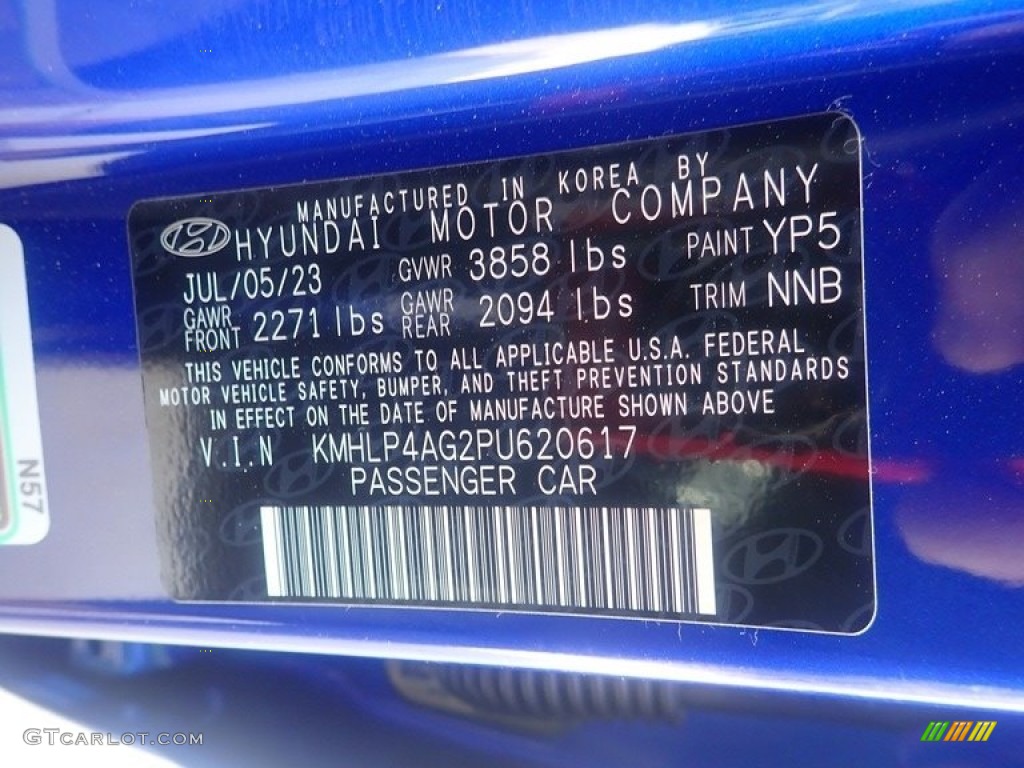 MANUFACTURED IN KOREA BY
HYUNDAI MOTOR COMPANY
JUL/05/23 GVWR 3858 lbs PAINT YP5
GAWR FRONT 2271 lbs GAWR REAR 2094 lbs TRIM NNB
THIS VEHICLE CONFORMS TO ALL APPLICABLE U.S.A. FEDERAL
MOTOR VEHICLE SAFETY, BUMPER, AND THEFT PREVENTION STANDARDS
IN EFFECT ON THE DATE OF MANUFACTURE SHOWN ABOVE
V.I.N KMHLP4AG2PU620617
PASSENGER CAR
N57
GTCARLOT.COM